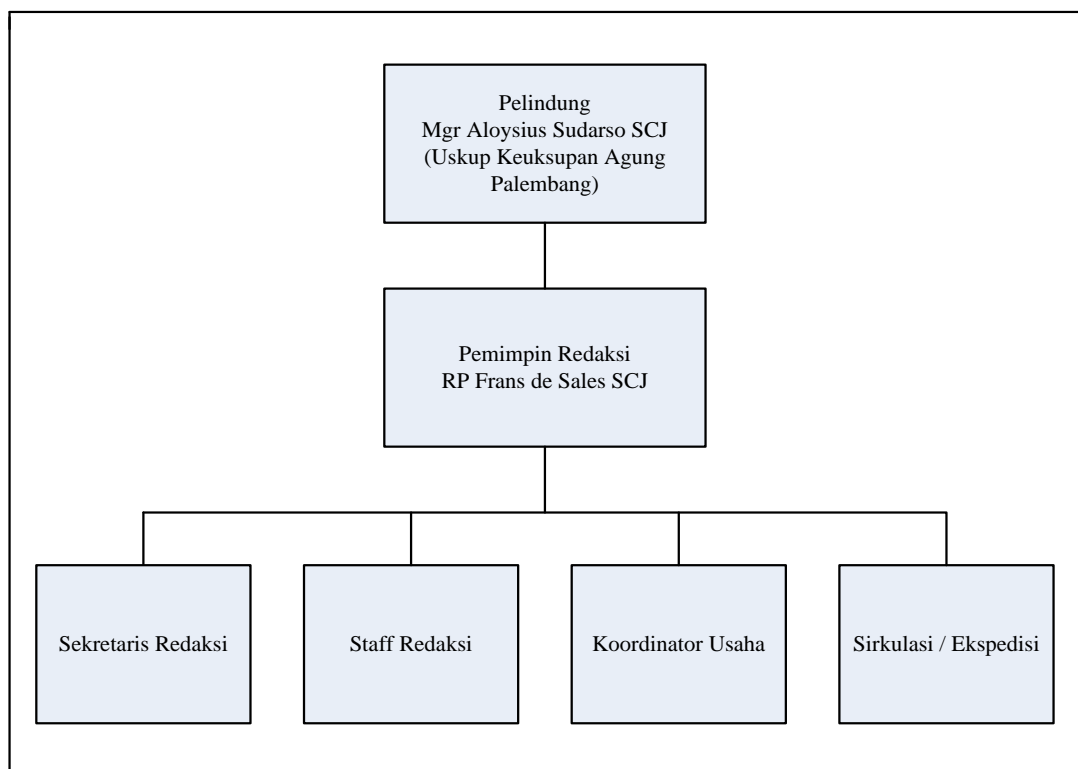 Pelindung
Mgr Aloysius Sudarso SCJ
(Uskup Keuksupan Agung
Palembang)
Pemimpin Redaksi
RP Frans de Sales SCJ
Sekretaris Redaksi
Staff Redaksi
Koordinator Usaha
Sirkulasi / Ekspedisi